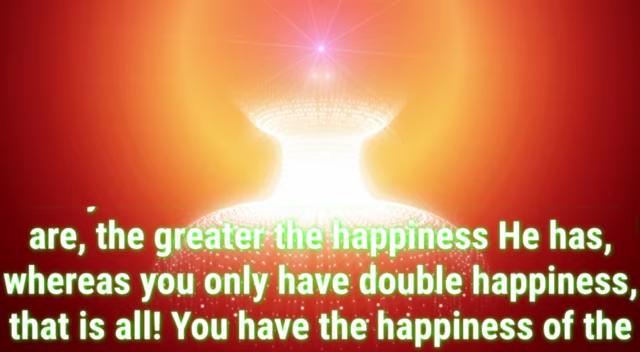 are, the greater the happiness He has,
whereas you only have double happiness,
that is all! You have the happiness of the